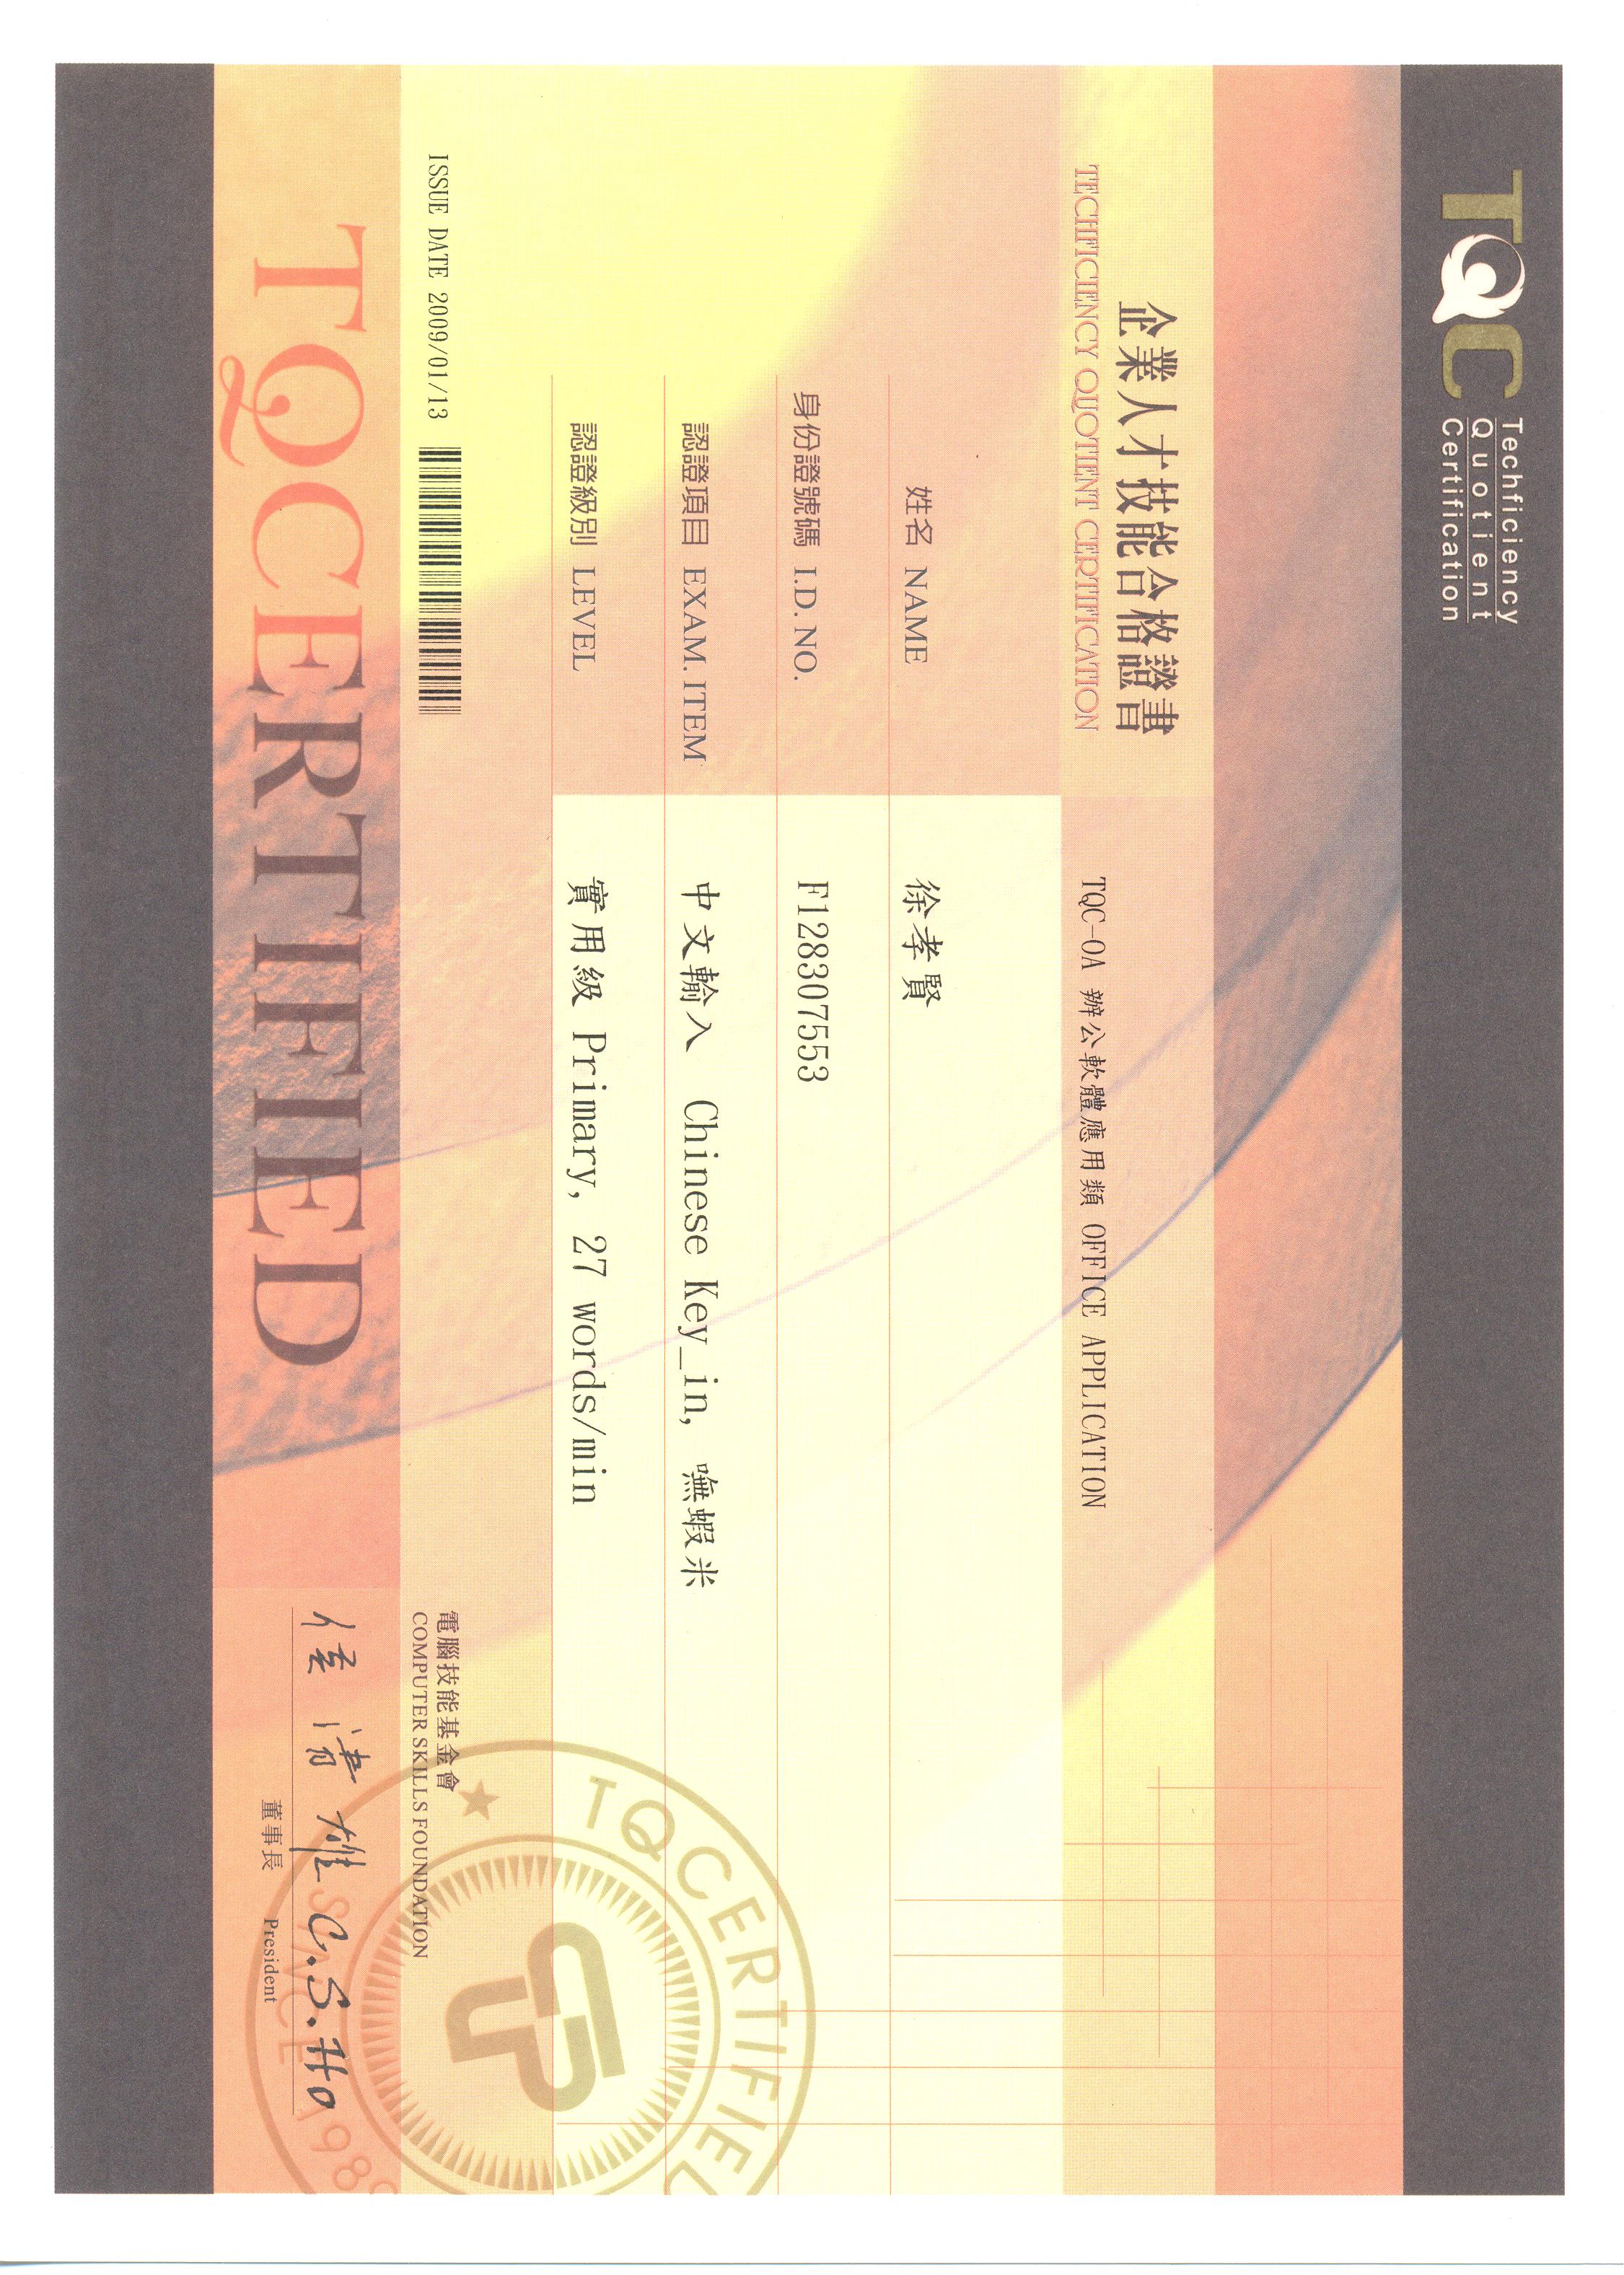 TQC Techficiency
Quotient
Certification
企業人才技能合格證書
TECHFICIENCY QUOTIENT CERTIFICATION
TQC-OA 辦公軟體應用類 OFFICE APPLICATION
姓名 NAME 徐孝賢
身份證號碼 I.D. NO. F128307553
認證項目 EXAM. ITEM 中文輸入 Chinese Key_in, 嘸蝦米
認證級別 LEVEL 實用級 Primary, 27 words/min
TQCERTIFIED
ISSUE DATE 2009/01/13
電腦技能基金會
COMPUTER SKILLS FOUNDATION
TQCERTIFIED
侯清雄 C.S.Ho
董事長 President
SINCE 198